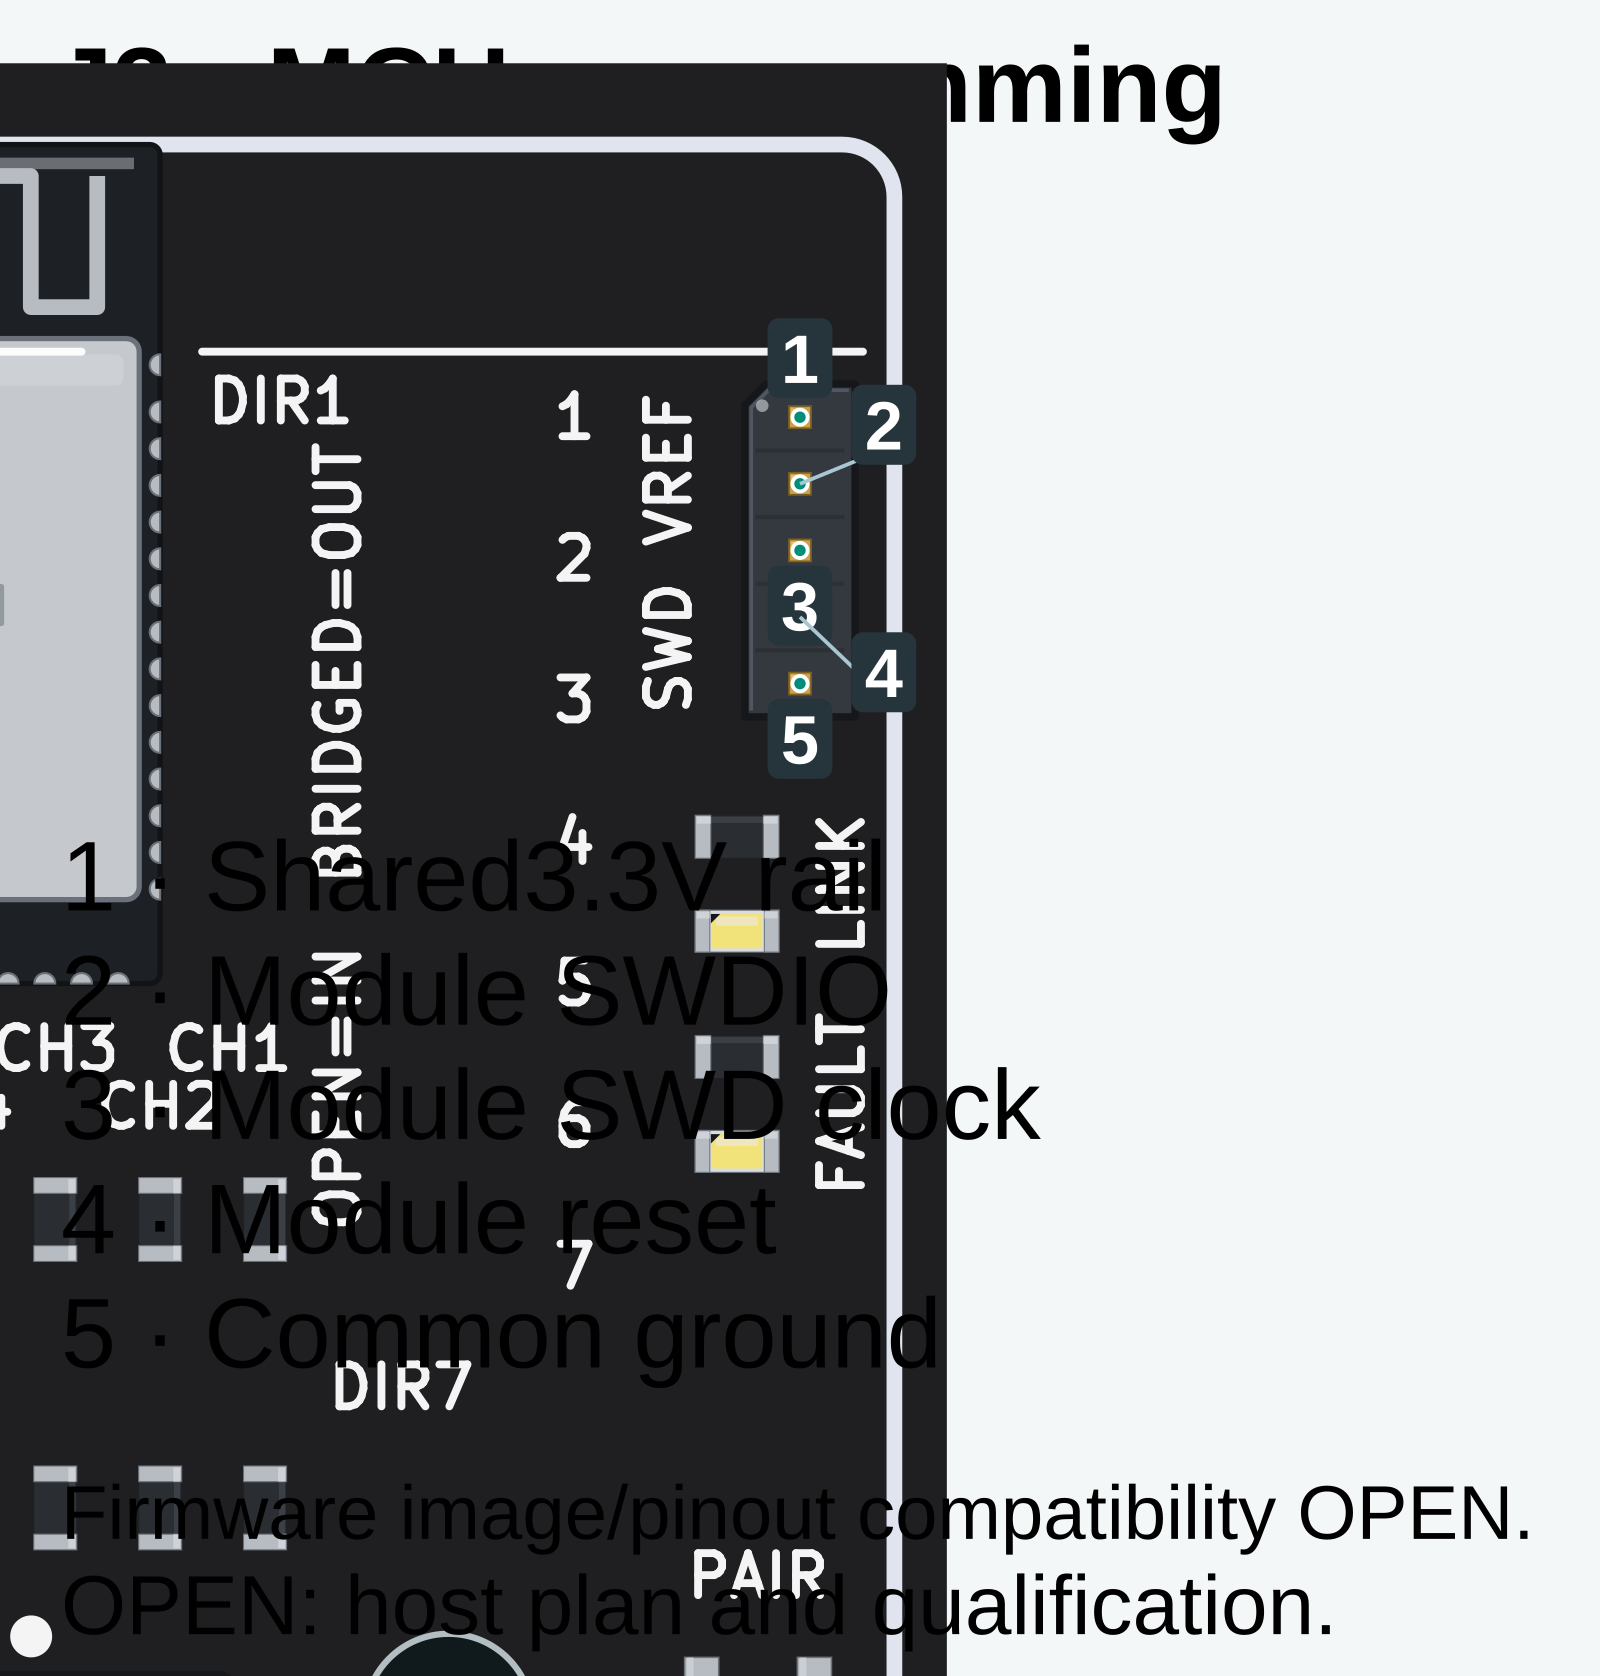 nming
1
DIR1
1
2
SWD VREF
BRIDGED=OUT
2
3
3
4
5
4
FAULT LINK
1 · Shared3.3V rail
OPEN=IN
5
2 · Module SWDIO
CH3 CH1
CH2
3 · Module SWD clock
6
4 · Module reset
7
5 · Common ground
DIR7
Firmware image/pinout compatibility OPEN.
PAIR
OPEN: host plan and qualification.